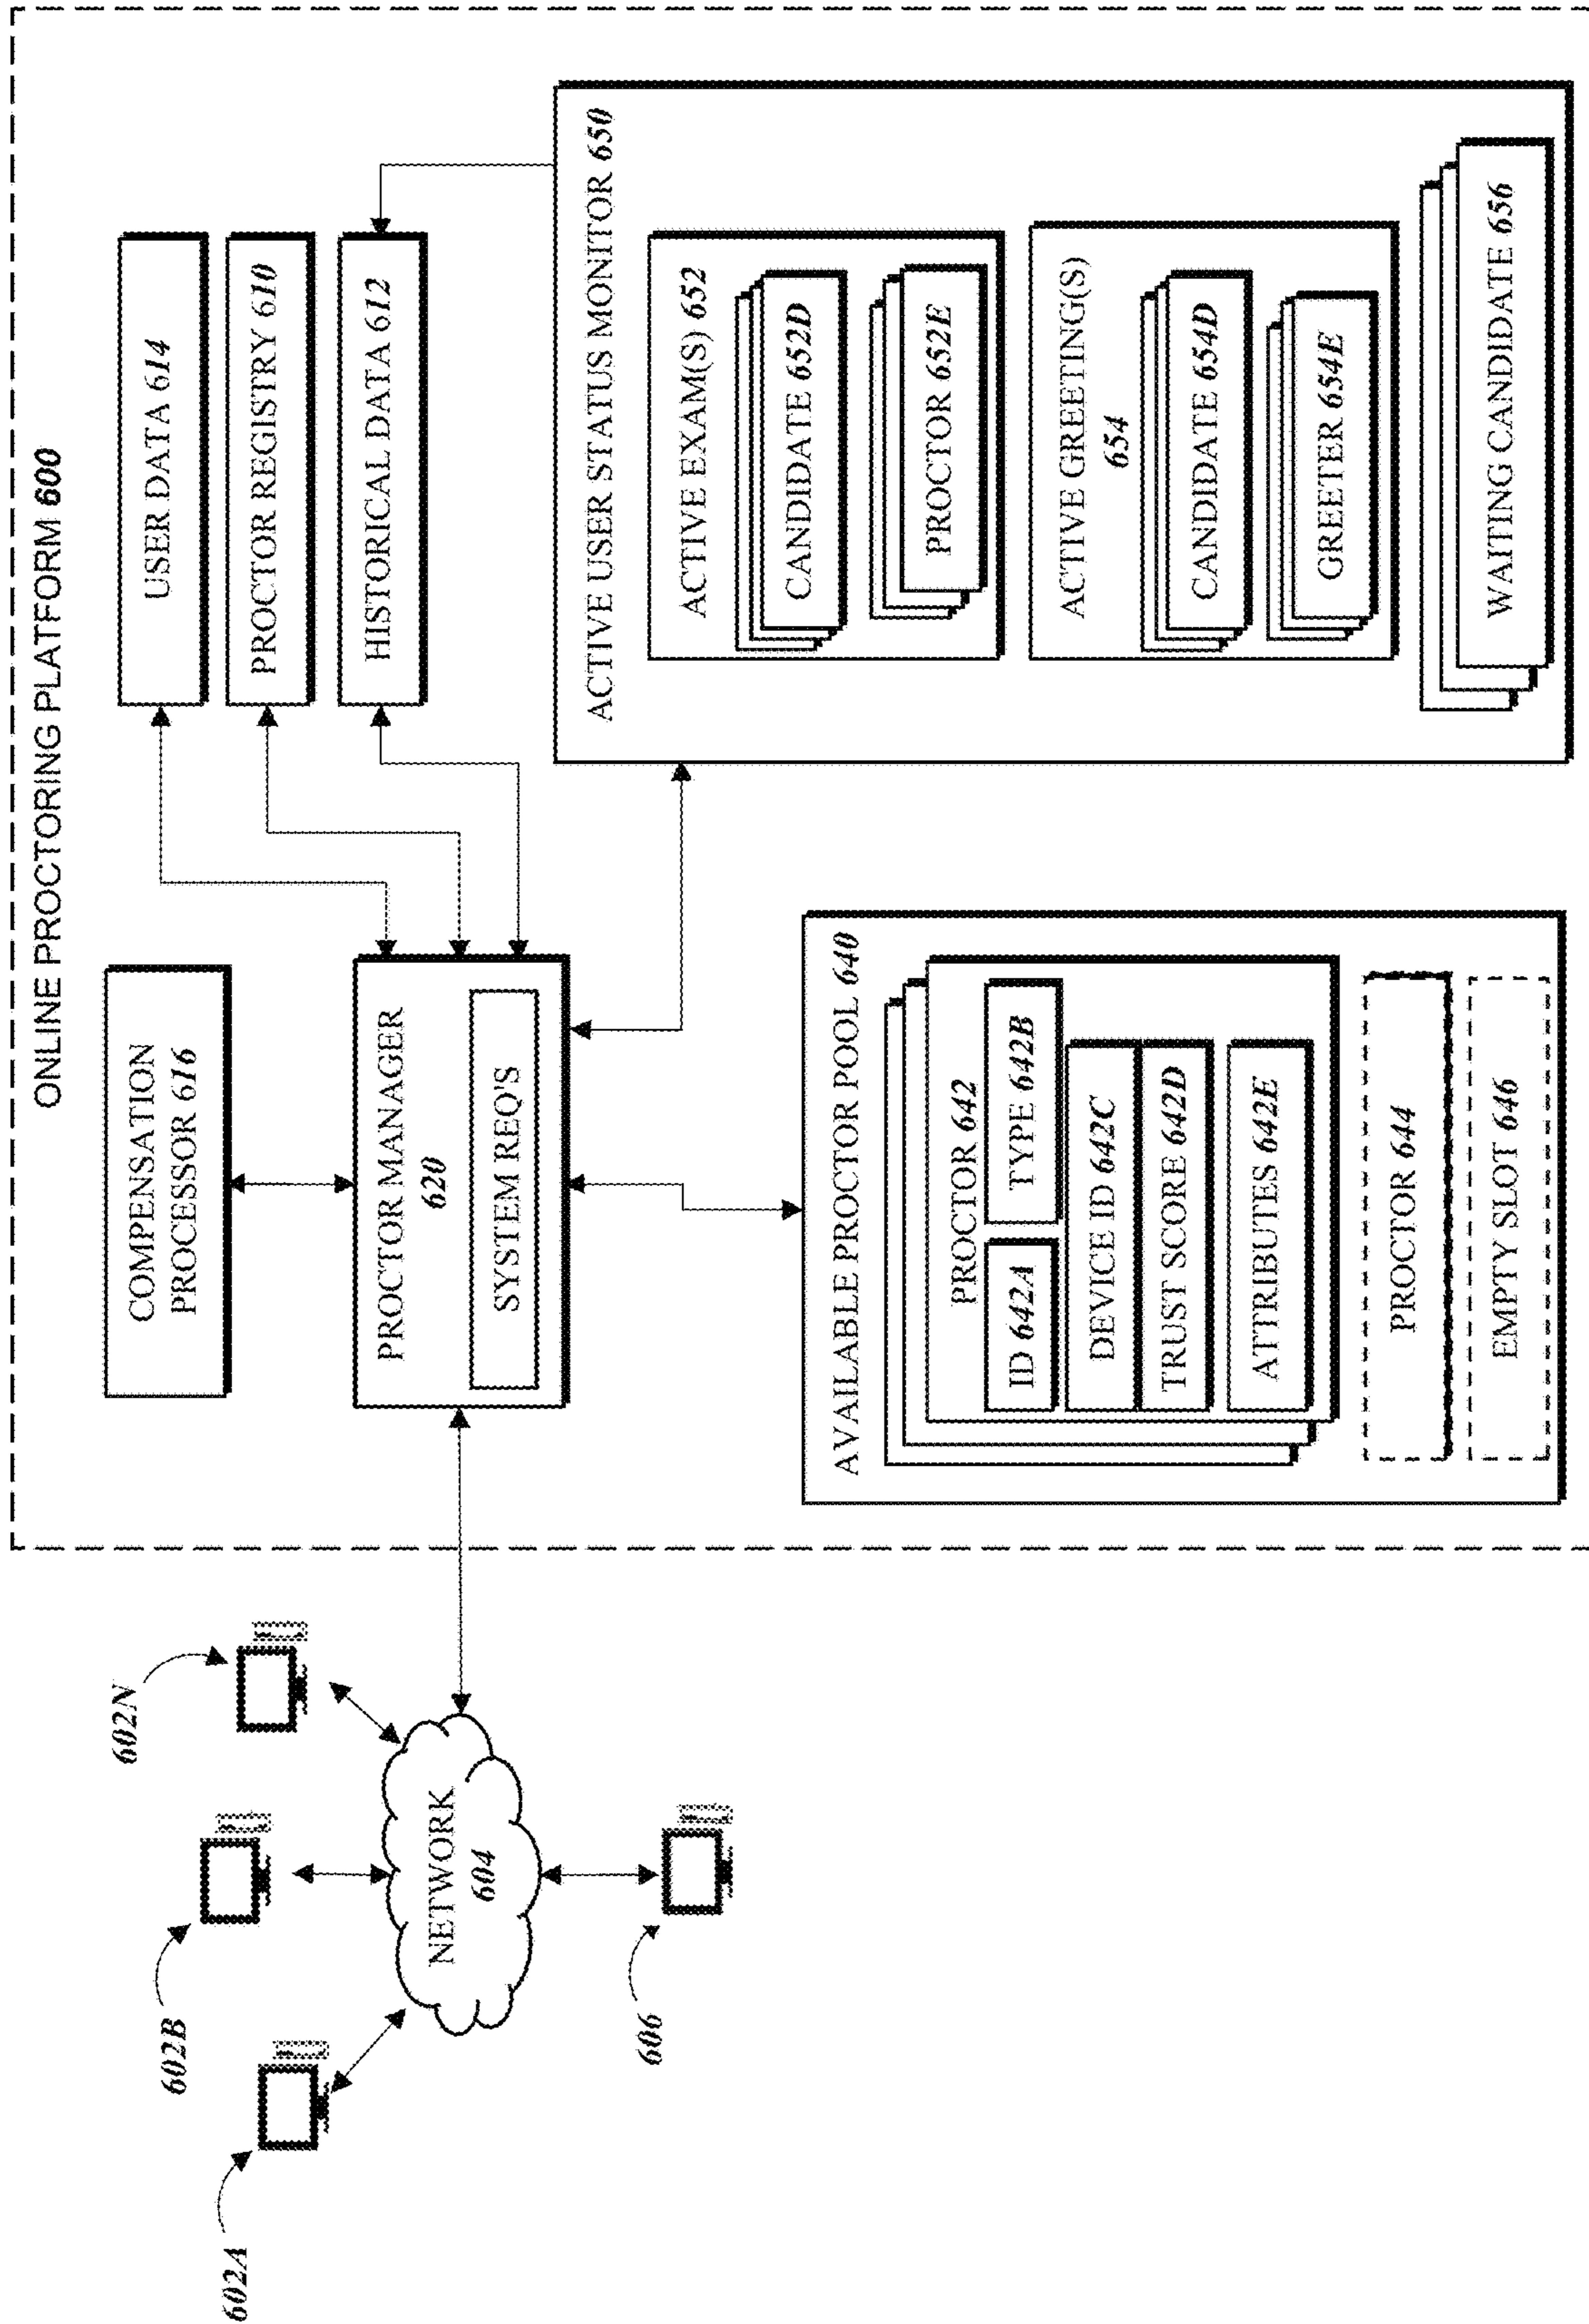 ONLINE PROCTORING PLATFORM 600
602A
602B
602N
NETWORK
604
606
COMPENSATION
PROCESSOR 616
PROCTOR MANAGER
620
SYSTEM REQ'S
USER DATA 614
PROCTOR REGISTRY 610
HISTORICAL DATA 612
AVAILABLE PROCTOR POOL 640
PROCTOR 642
ID 642A
TYPE 642B
DEVICE ID 642C
TRUST SCORE 642D
ATTRIBUTES 642E
PROCTOR 644
EMPTY SLOT 646
ACTIVE USER STATUS MONITOR 650
ACTIVE EXAM(S) 652
CANDIDATE 652D
PROCTOR 652E
ACTIVE GREETING(S)
654
CANDIDATE 654D
GREETER 654E
WAITING CANDIDATE 656